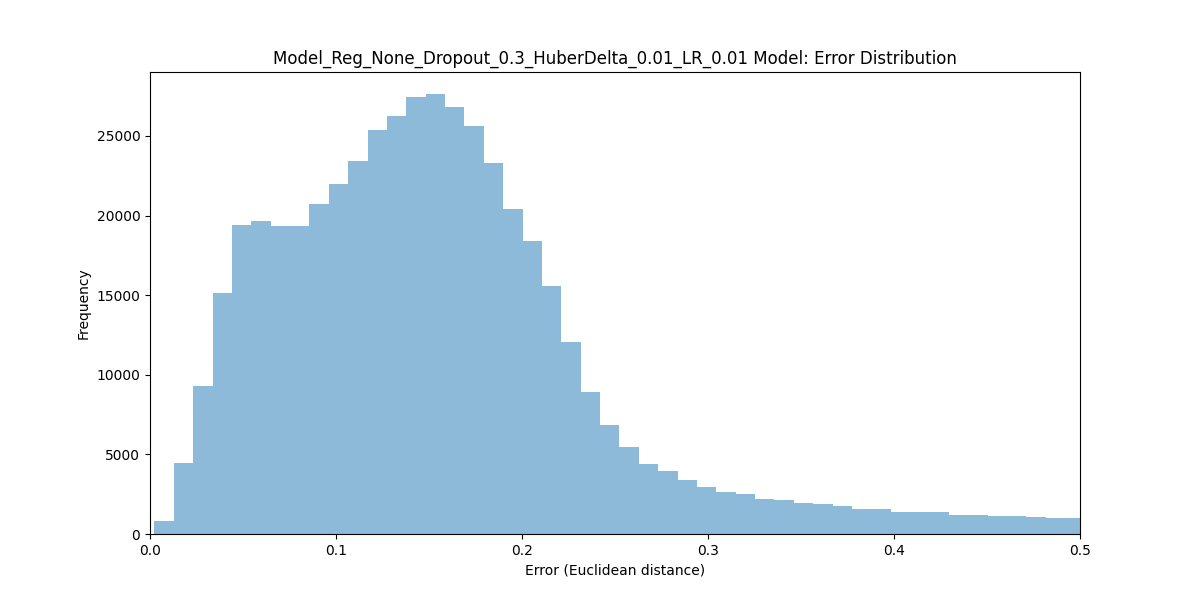 Model_Reg_None_Dropout_0.3_HuberDelta_0.01_LR_0.01 Model: Error Distribution
Frequency
25000
20000
15000
10000
5000
0
0.0 0.1 0.2 0.3 0.4 0.5
Error (Euclidean distance)